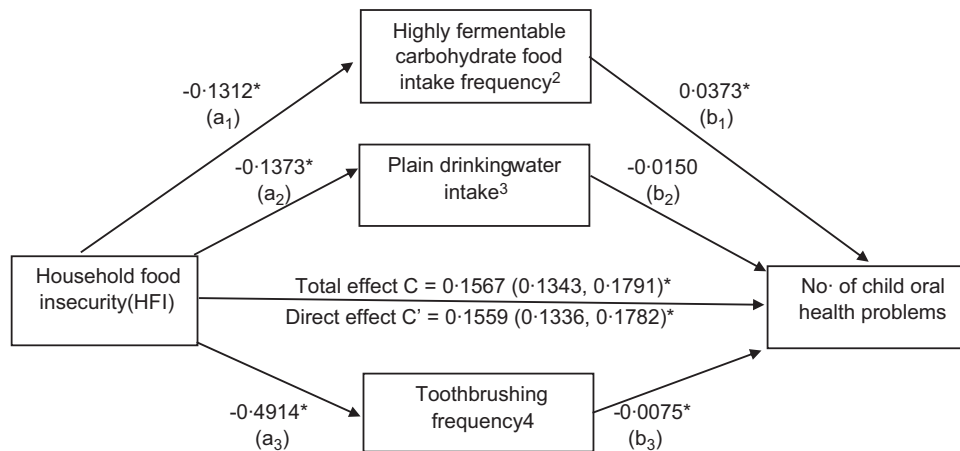 Highly fermentable
carbohydrate food
intake frequency²
-0·1312*
(a₁)
0·0373*
(b₁)
-0·1373*
(a₂)
Plain drinkingwater
intake³
-0·0150
(b₂)
Household food
insecurity(HFI)
Total effect C = 0·1567 (0·1343, 0·1791)*
Direct effect C' = 0·1559 (0·1336, 0·1782)*
No· of child oral
health problems
-0·4914*
(a₃)
Toothbrushing
frequency4
-0·0075*
(b₃)